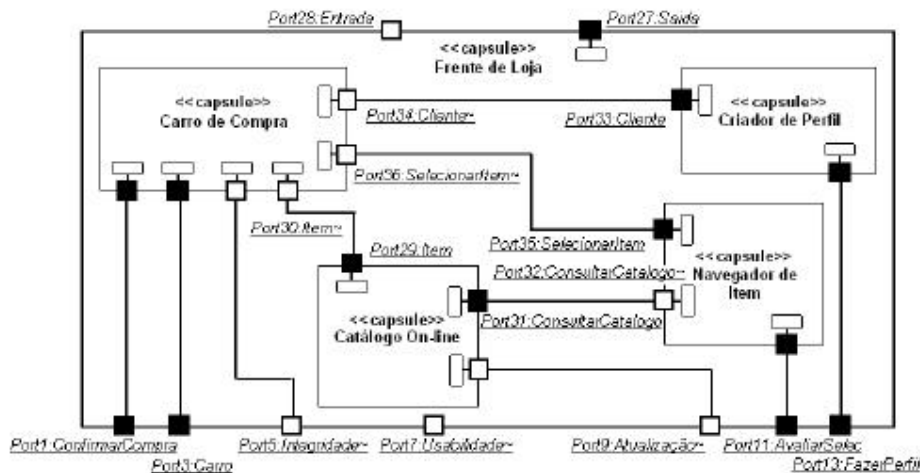 Port28:Entrada
Port27:Saida
<<capsule>>
Frente de Loja
<<capsule>>
Carro de Compra
<<capsule>>
Criador de Perfil
Port34:Cliente~
Port33:Cliente
Port36:SelecionarItem~
Port30:Item~
Port29:Item
Port35:SelecionarItem
Port32:ConsultarCatalogo~
<<capsule>>
Navegador de
Item
<<capsule>>
Catálogo On-line
Port31:ConsultarCatalogo
Port1:ConfirmarCompra
Port3:Carro
Port5:Integridade~
Port7:Usabilidade~
Port9:Atualização~
Port11:AvaliarSelec
Port13:FazerPerfil